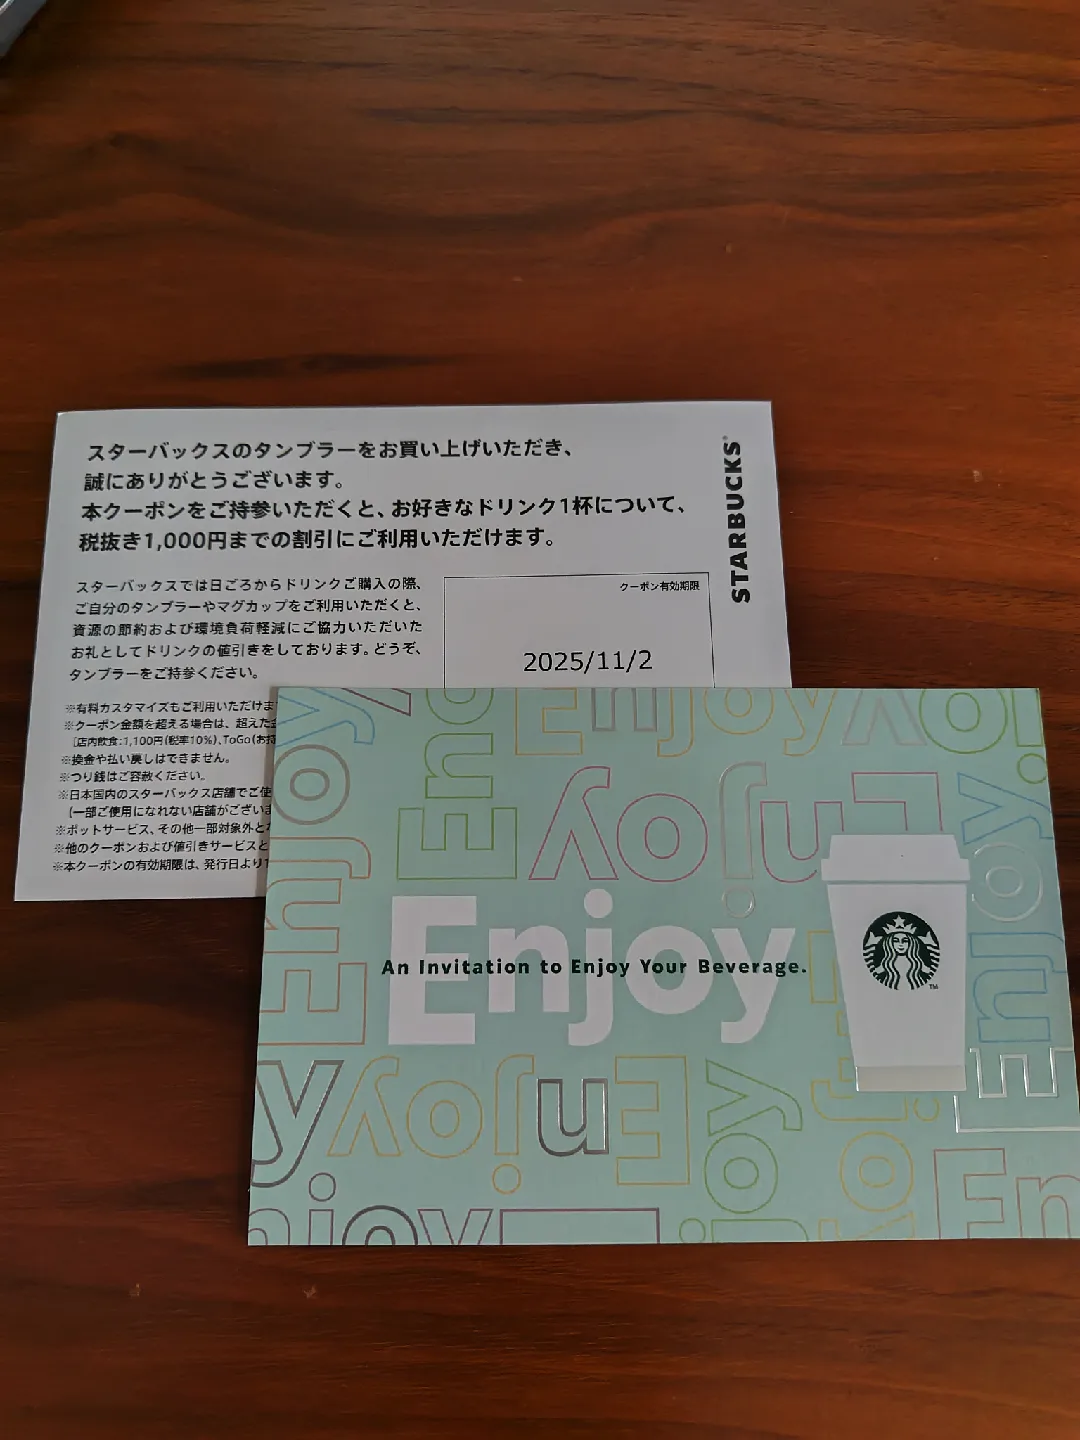 スターバックスのタンブラーをお買い上げいただき、
誠にありがとうございます。
本クーポンをご持参いただくと、お好きなドリンク1杯について、
税抜き1,000円までの割引にご利用いただけます。
STARBUCKS
スターバックスでは日ごろからドリンクご購入の際、
ご自分のタンブラーやマグカップをご利用いただくと、
資源の節約および環境負荷軽減にご協力いただいた
お礼としてドリンクの値引きをしております。どうぞ、
タンブラーをご持参ください。
クーポン有効期限
2025/11/2
※有料カスタマイズもご利用いただけま
※クーポン金額を超える場合は、超えた
[店内飲食:1,100円(税率10%)、ToGo(お持
※換金や払い戻しはできません。
※つり銭はご容赦ください。
※日本国内のスターバックス店舗でご使
(一部ご使用になれない店舗がございま
※ポットサービス、その他一部対象外と
※他のクーポンおよび値引きサービスと
※本クーポンの有効期限は、発行日より
Enjoy
Enjoy
Enjoy
Enjoy
Enjoy
Enjoy
An Invitation to Enjoy Your Beverage.
TM
Enjoy
y
Enjoy
njoy
En